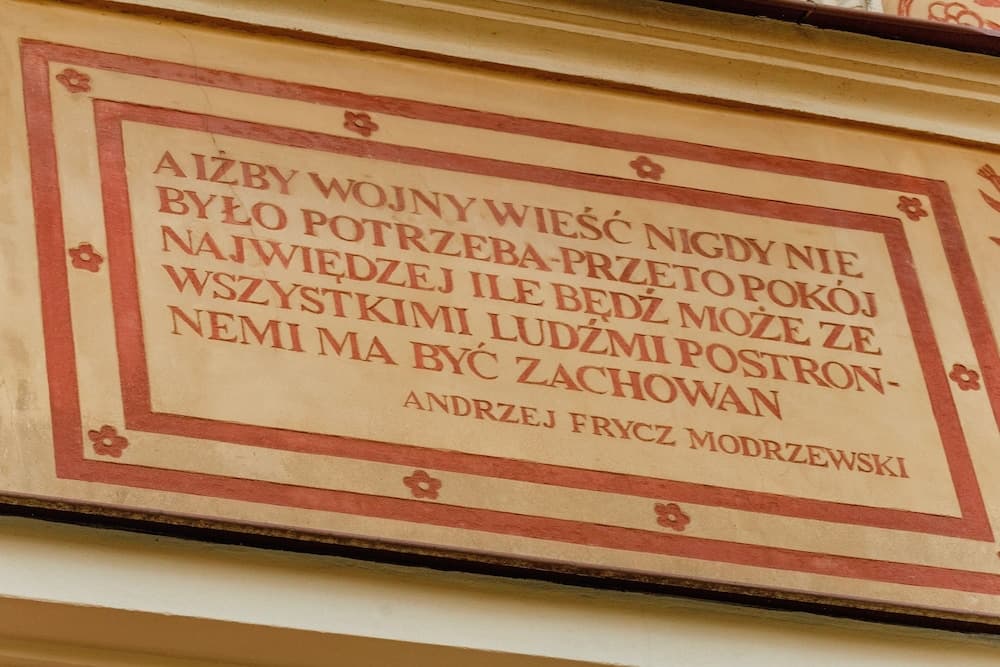 A IŻBY WOJNY WIEŚĆ NIGDY NIE
BYŁO POTRZEBA-PRZETO POKÓJ
NAJWIĘDZEJ ILE BĘDŹ MOŻE ZE
WSZYSTKIMI LUDŹMI POSTRON-
NEMI MA BYĆ ZACHOWAN
ANDRZEJ FRYCZ MODRZEWSKI